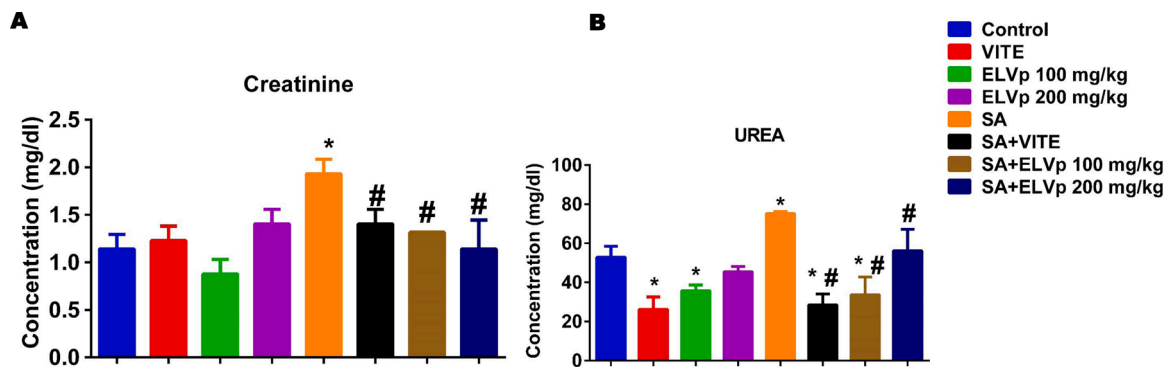 A
Creatinine
Concentration (mg/dl)
2.5
2.0
1.5
1.0
0.5
0.0
*
#
#
#
B
UREA
Concentration (mg/dl)
100
80
60
40
20
0
*
*
*
* #
* #
#
Control
VITE
ELVp 100 mg/kg
ELVp 200 mg/kg
SA
SA+VITE
SA+ELVp 100 mg/kg
SA+ELVp 200 mg/kg